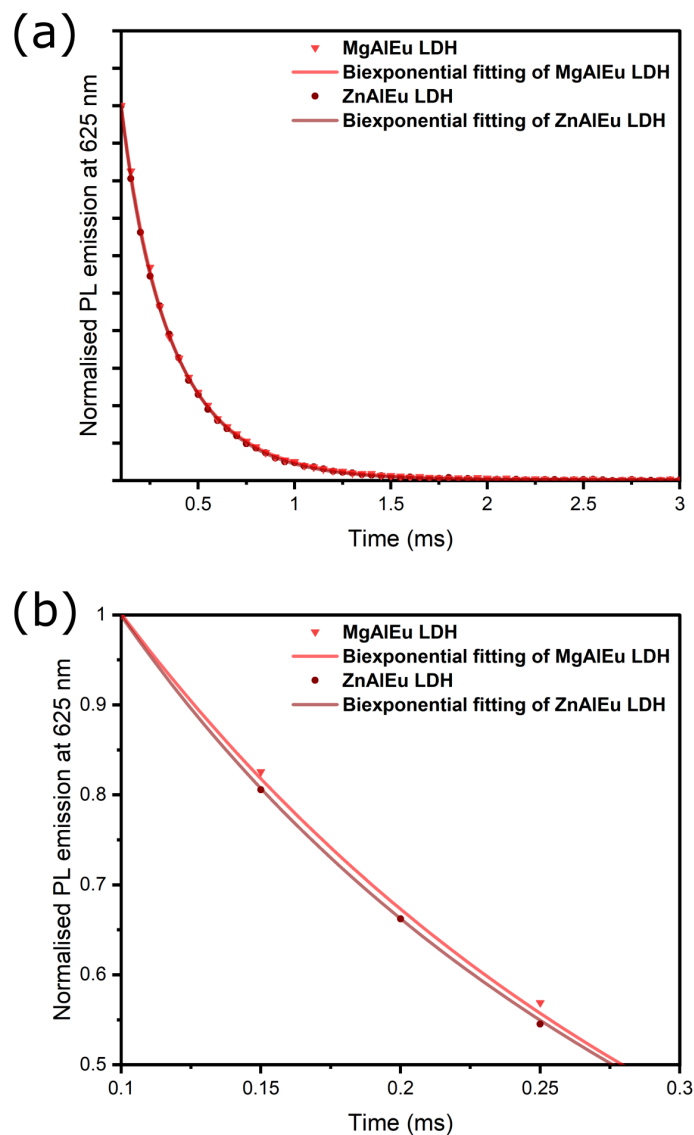 (a)
MgAlEu LDH
Biexponential fitting of MgAlEu LDH
ZnAlEu LDH
Biexponential fitting of ZnAlEu LDH
Normalised PL emission at 625 nm
0.5
1
1.5
2
2.5
3
Time (ms)
(b)
MgAlEu LDH
Biexponential fitting of MgAlEu LDH
ZnAlEu LDH
Biexponential fitting of ZnAlEu LDH
Normalised PL emission at 625 nm
1
0.9
0.8
0.7
0.6
0.5
0.1
0.15
0.2
0.25
0.3
Time (ms)